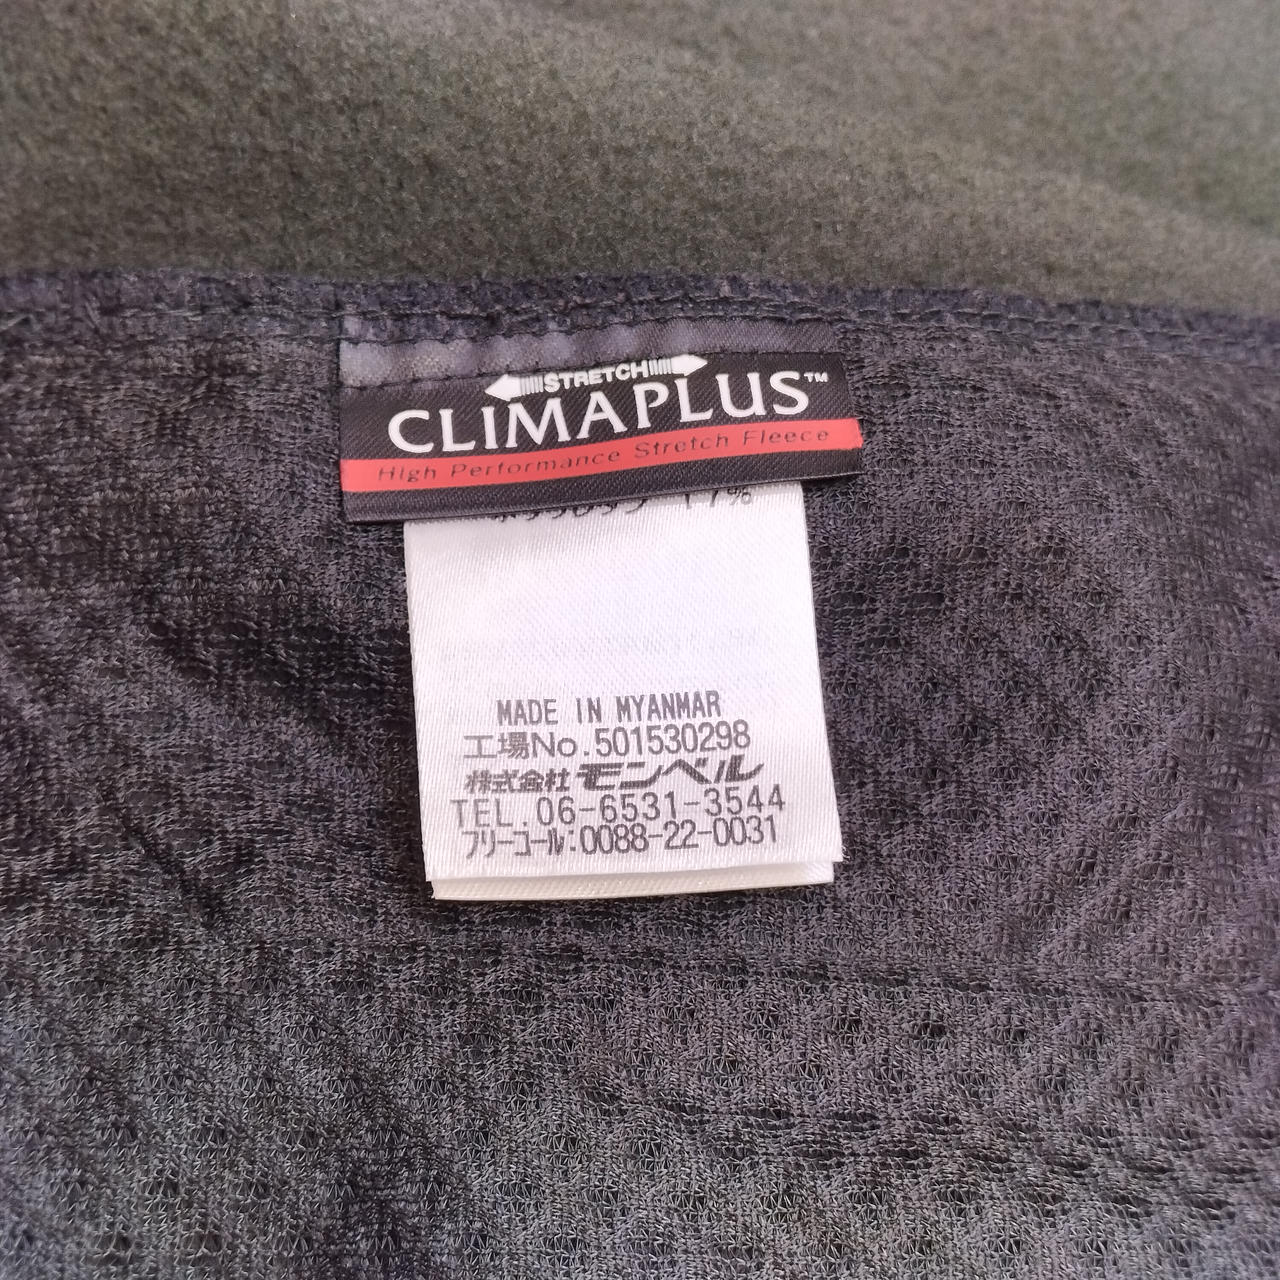 STRETCH
CLIMAPLUS™
High Performance Stretch Fleece
17%
MADE IN MYANMAR
工場No.501530298
株式会社 モンベル
TEL.06-6531-3544
フリーコール:0088-22-0031